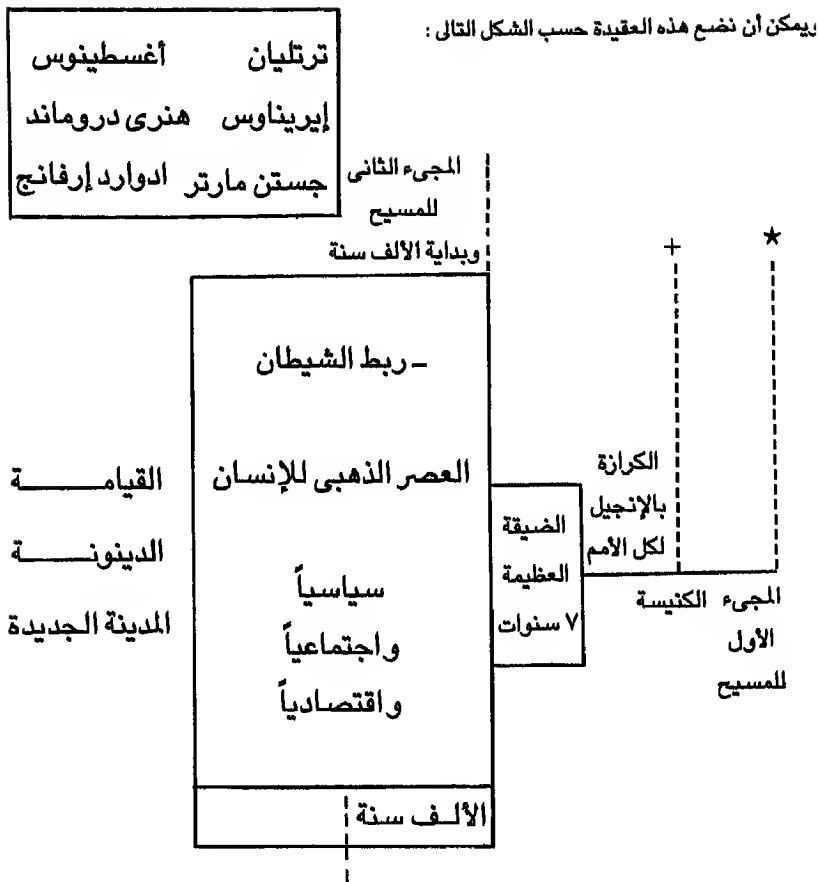 ويمكن أن نضع هذه العقيدة حسب الشكل التالى :
ترتليان أغسطينوس
إيريناوس هنرى دروماند
جستن مارتر ادوارد إرفانج
المجىء الثانى
للمسيح
وبداية الألف سنة
+ ★
الكرازة
بالإنجيل
لكل الأمم
المجىء
الأول
للمسيح
الكنيسة
الضيقة
العظيمة
٧ سنوات
- ربط الشيطان
العصر الذهبى للإنسان
سياسياً
واجتماعياً
واقتصادياً
الألف سنة
القيامة
الدينونة
المدينة الجديدة